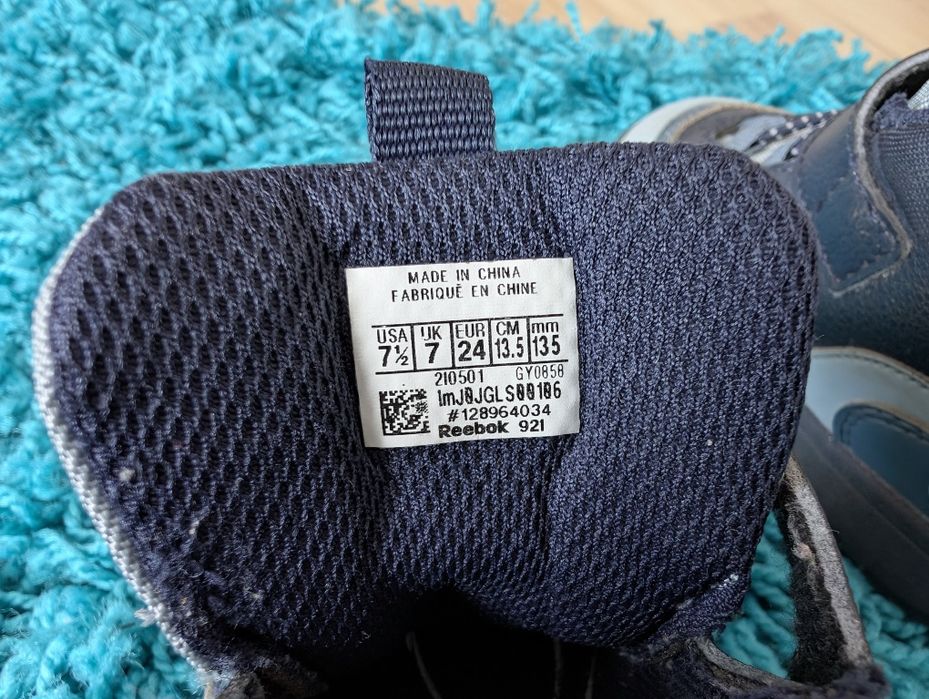 MADE IN CHINA
FABRIQUÉ EN CHINE
USA UK EUR CM mm
7½ 7 24 13.5 135
210501 GY0858
1mJ0JGLS00106
#128964034
Reebok 921